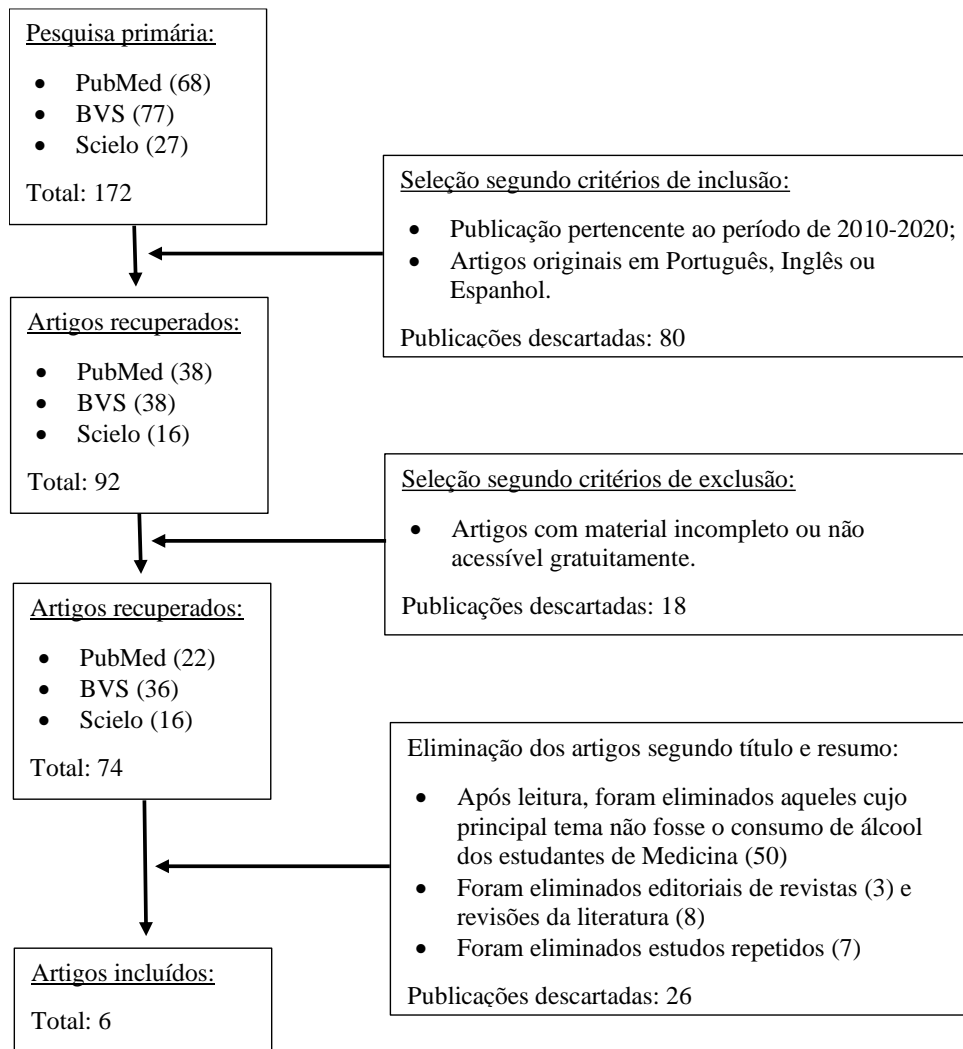 Pesquisa primária:
• PubMed (68)
• BVS (77)
• Scielo (27)
Total: 172
Seleção segundo critérios de inclusão:
• Publicação pertencente ao período de 2010-2020;
• Artigos originais em Português, Inglês ou
Espanhol.
Publicações descartadas: 80
Artigos recuperados:
• PubMed (38)
• BVS (38)
• Scielo (16)
Total: 92
Seleção segundo critérios de exclusão:
• Artigos com material incompleto ou não
acessível gratuitamente.
Publicações descartadas: 18
Artigos recuperados:
• PubMed (22)
• BVS (36)
• Scielo (16)
Total: 74
Eliminação dos artigos segundo título e resumo:
• Após leitura, foram eliminados aqueles cujo
principal tema não fosse o consumo de álcool
dos estudantes de Medicina (50)
• Foram eliminados editoriais de revistas (3) e
revisões da literatura (8)
• Foram eliminados estudos repetidos (7)
Publicações descartadas: 26
Artigos incluídos:
Total: 6